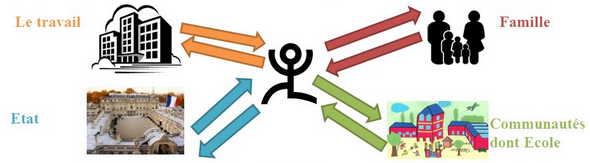 Le travail
Famille
Etat
Communautés
dont Ecole